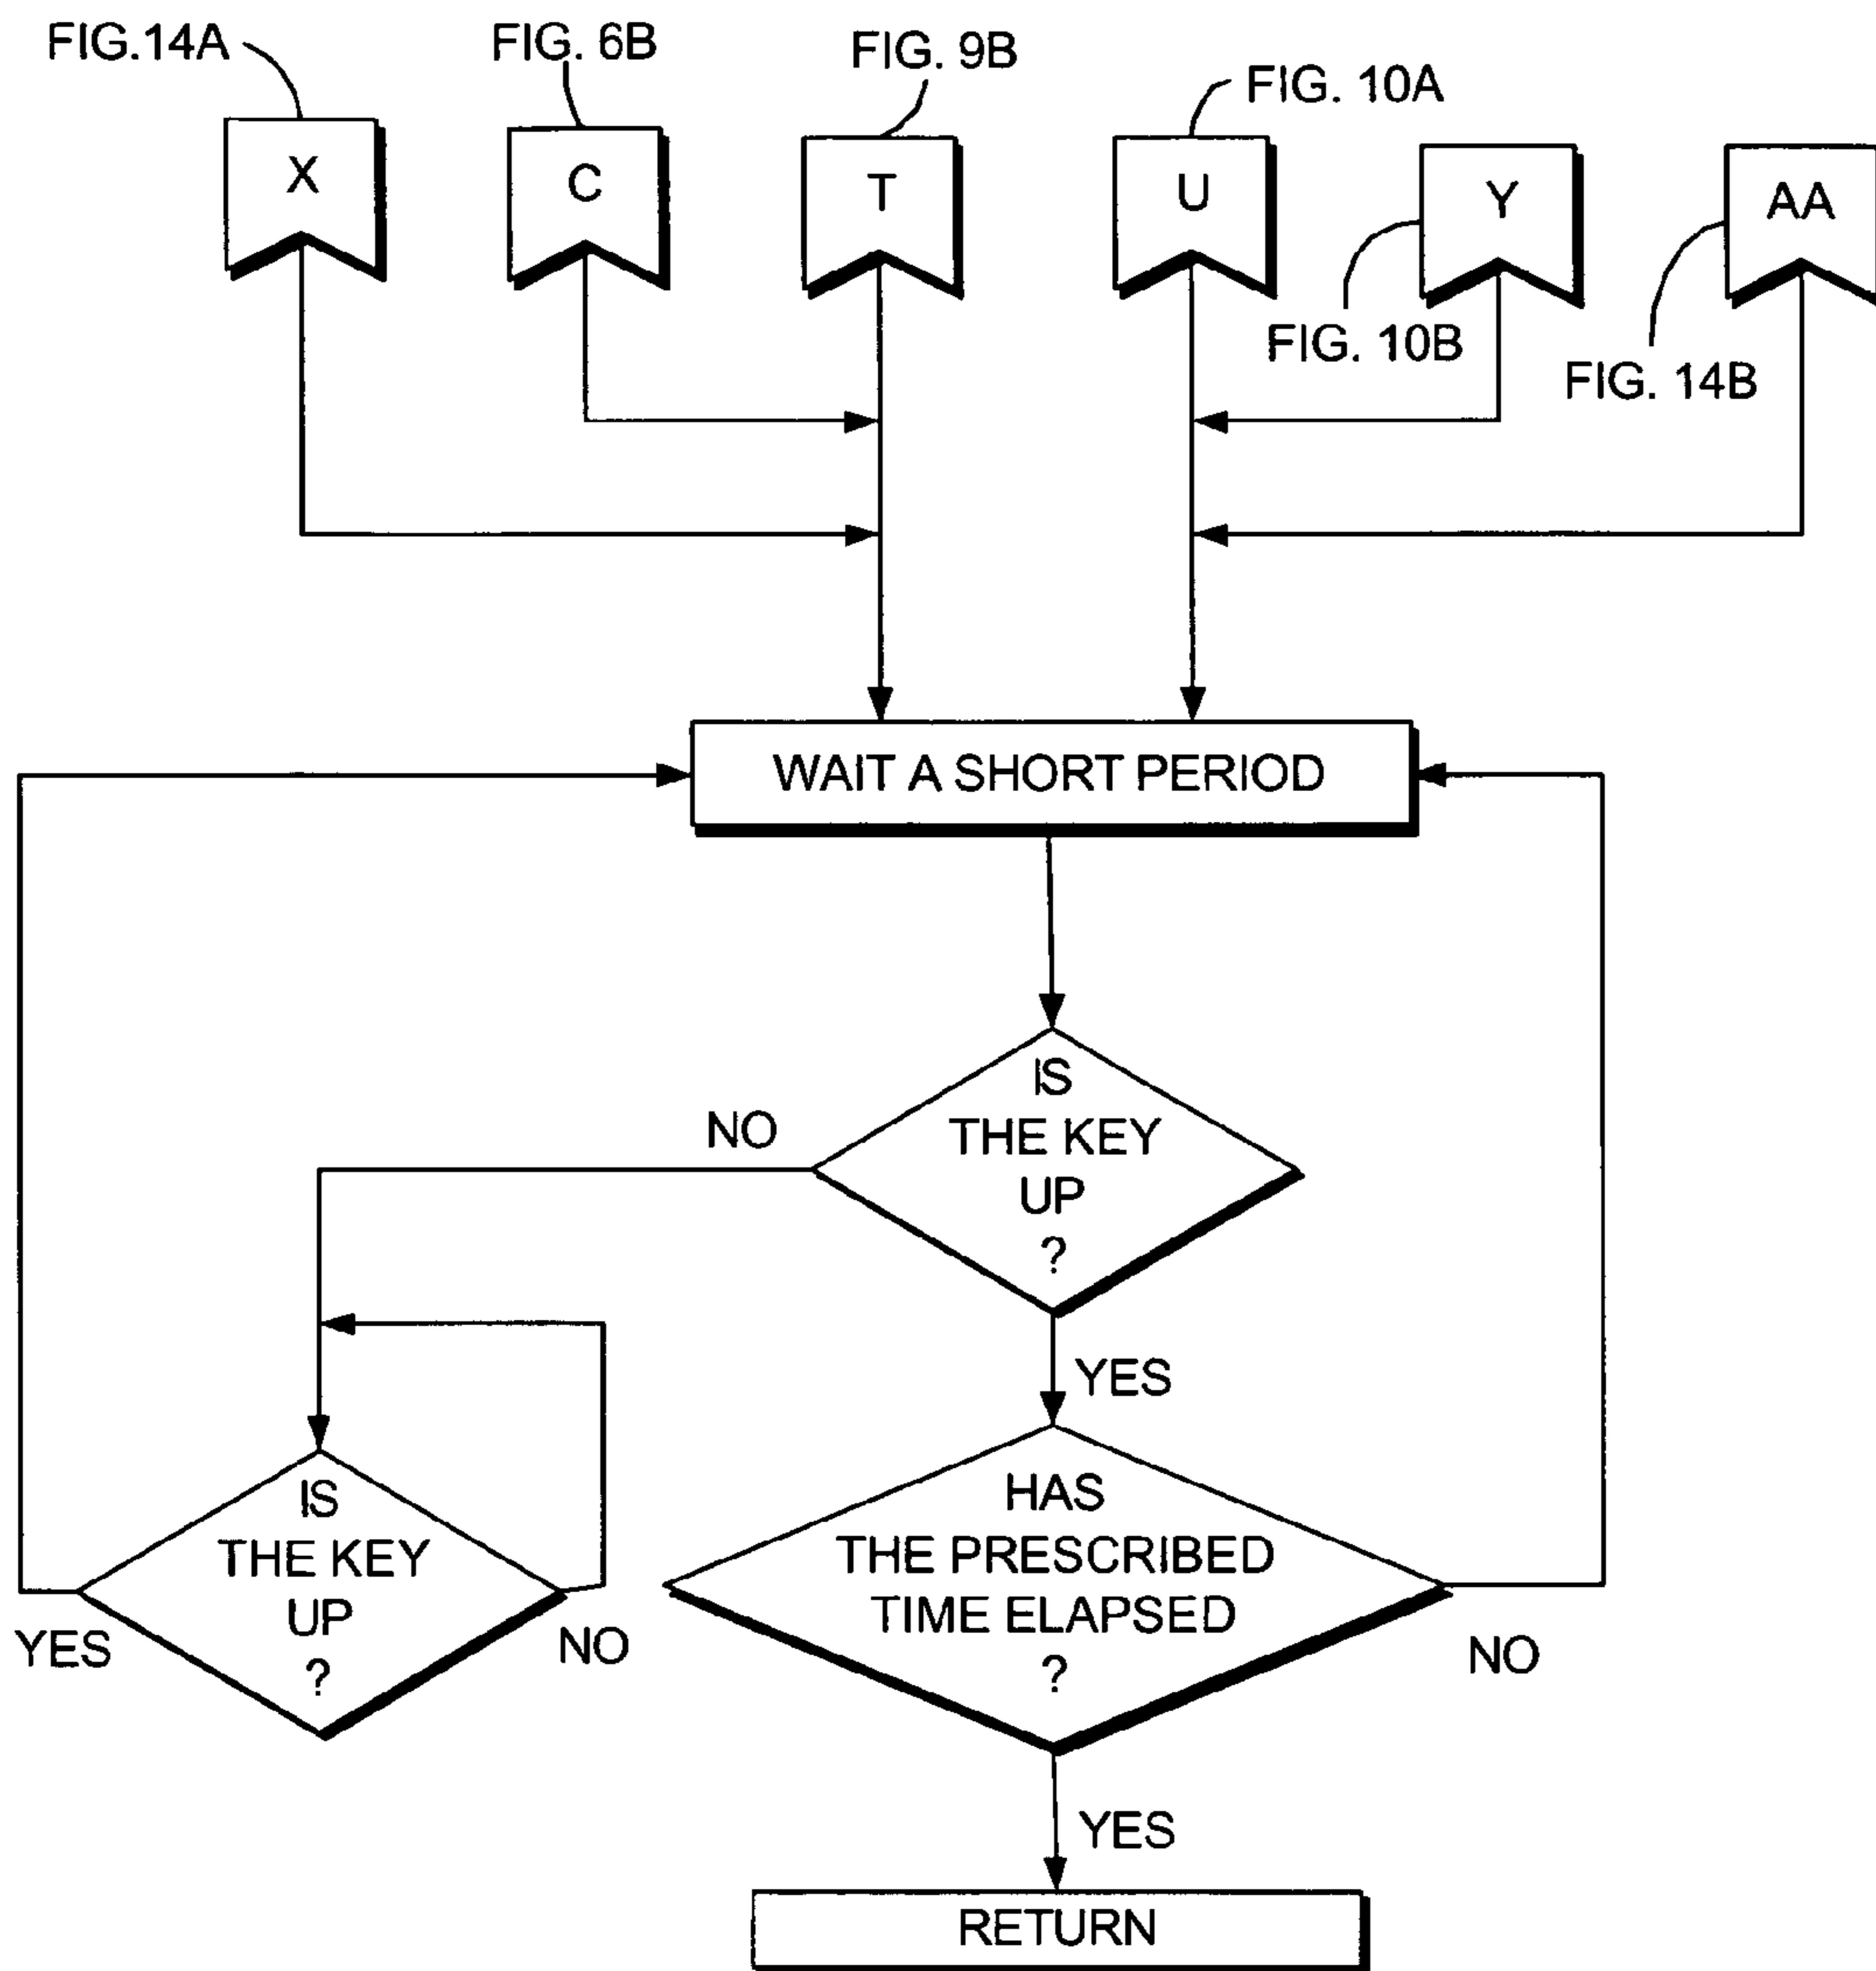 FIG.14A
FIG. 6B
FIG. 9B
FIG. 10A
X
C
T
U
Y
AA
FIG. 10B
FIG. 14B
WAIT A SHORT PERIOD
IS
THE KEY
UP
?
NO
YES
IS
THE KEY
UP
?
YES
NO
HAS
THE PRESCRIBED
TIME ELAPSED
?
NO
YES
RETURN